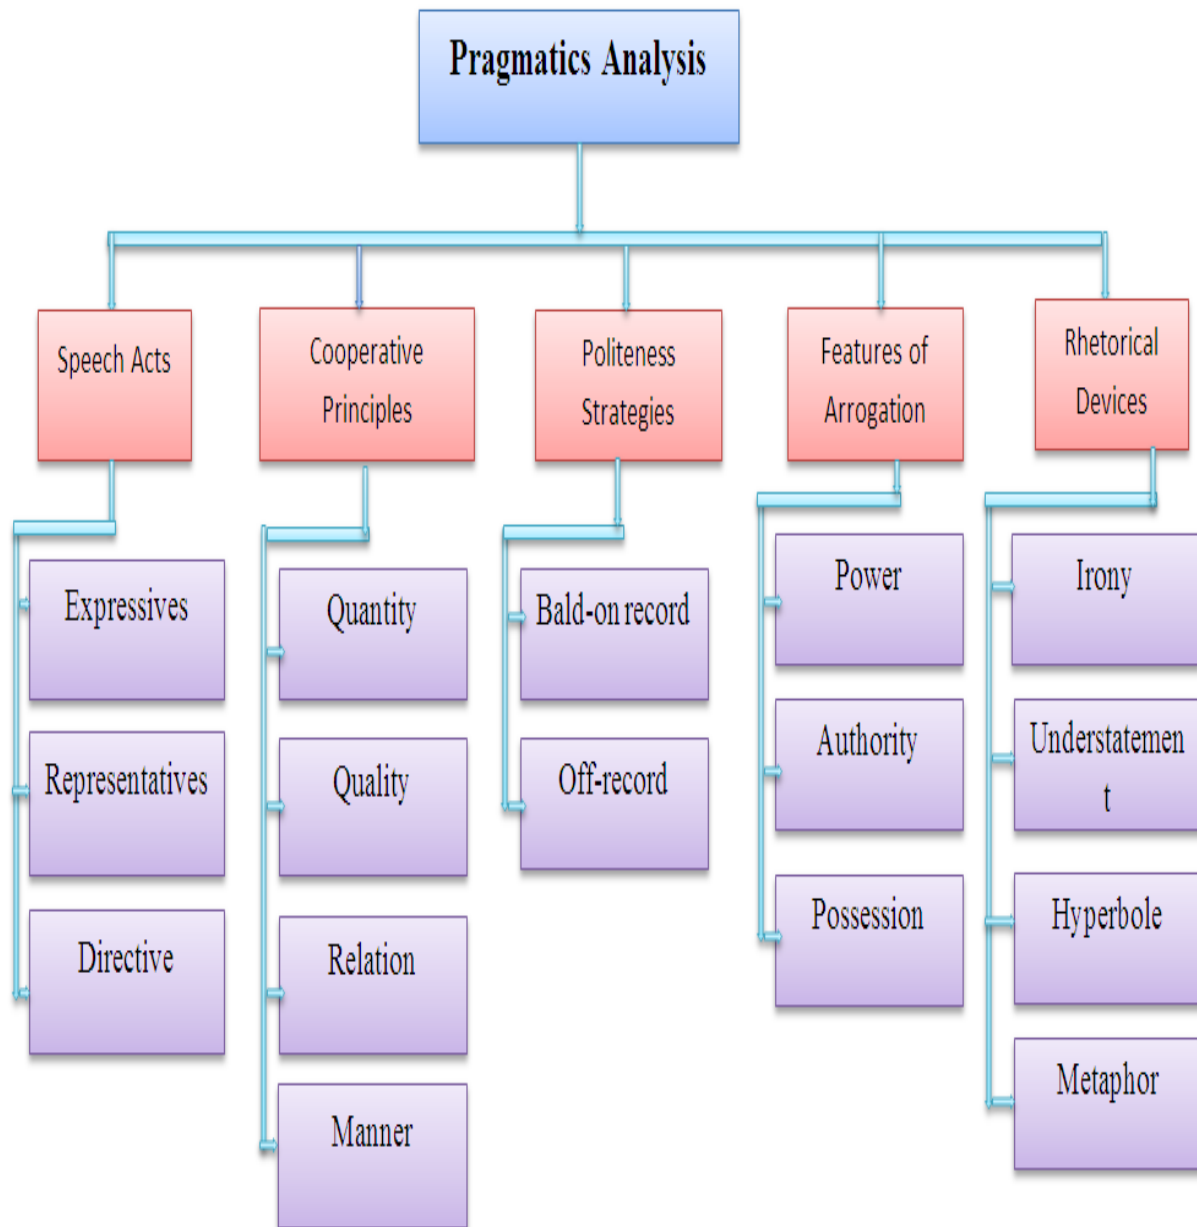 Pragmatics Analysis
Speech Acts
Cooperative
Principles
Politeness
Strategies
Features of
Arrogation
Rhetorical
Devices
Expressives
Representatives
Directive
Quantity
Quality
Relation
Manner
Bald-on record
Off-record
Power
Authority
Possession
Irony
Understatemen
t
Hyperbole
Metaphor